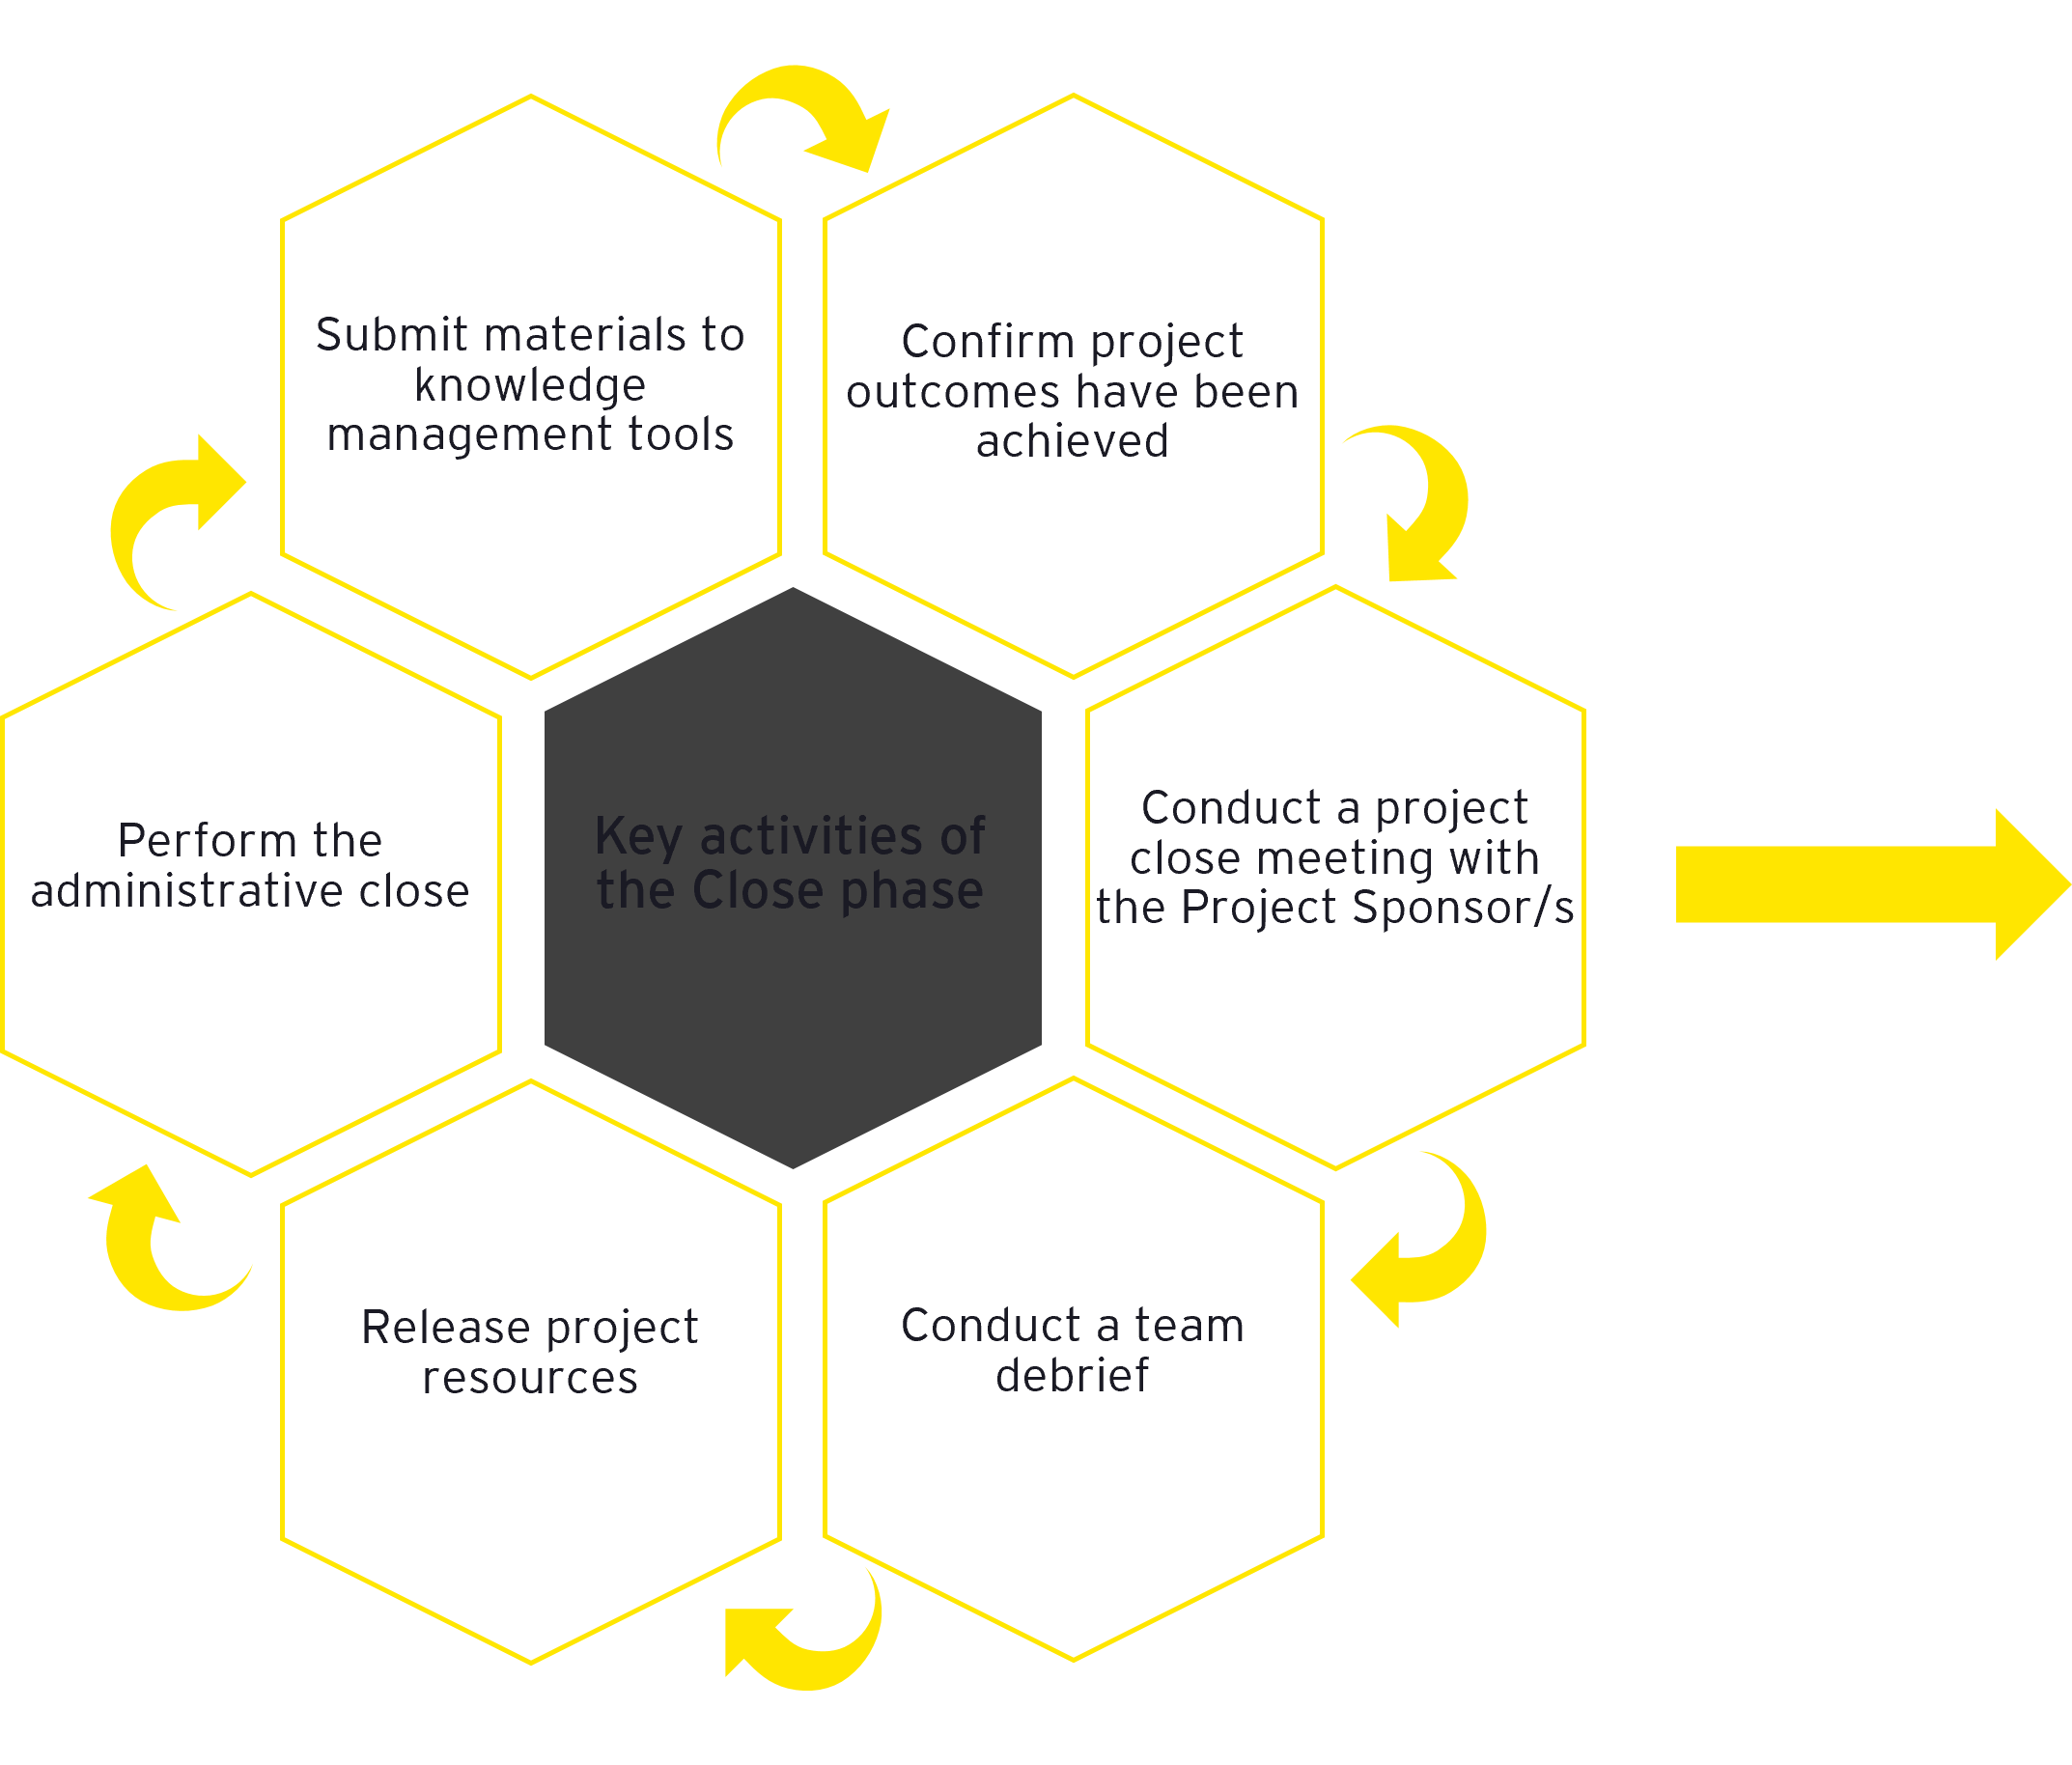 Submit materials to
knowledge
management tools
Confirm project
outcomes have been
achieved
Perform the
administrative close
Key activities of
the Close phase
Conduct a project
close meeting with
the Project Sponsor/s
Release project
resources
Conduct a team
debrief